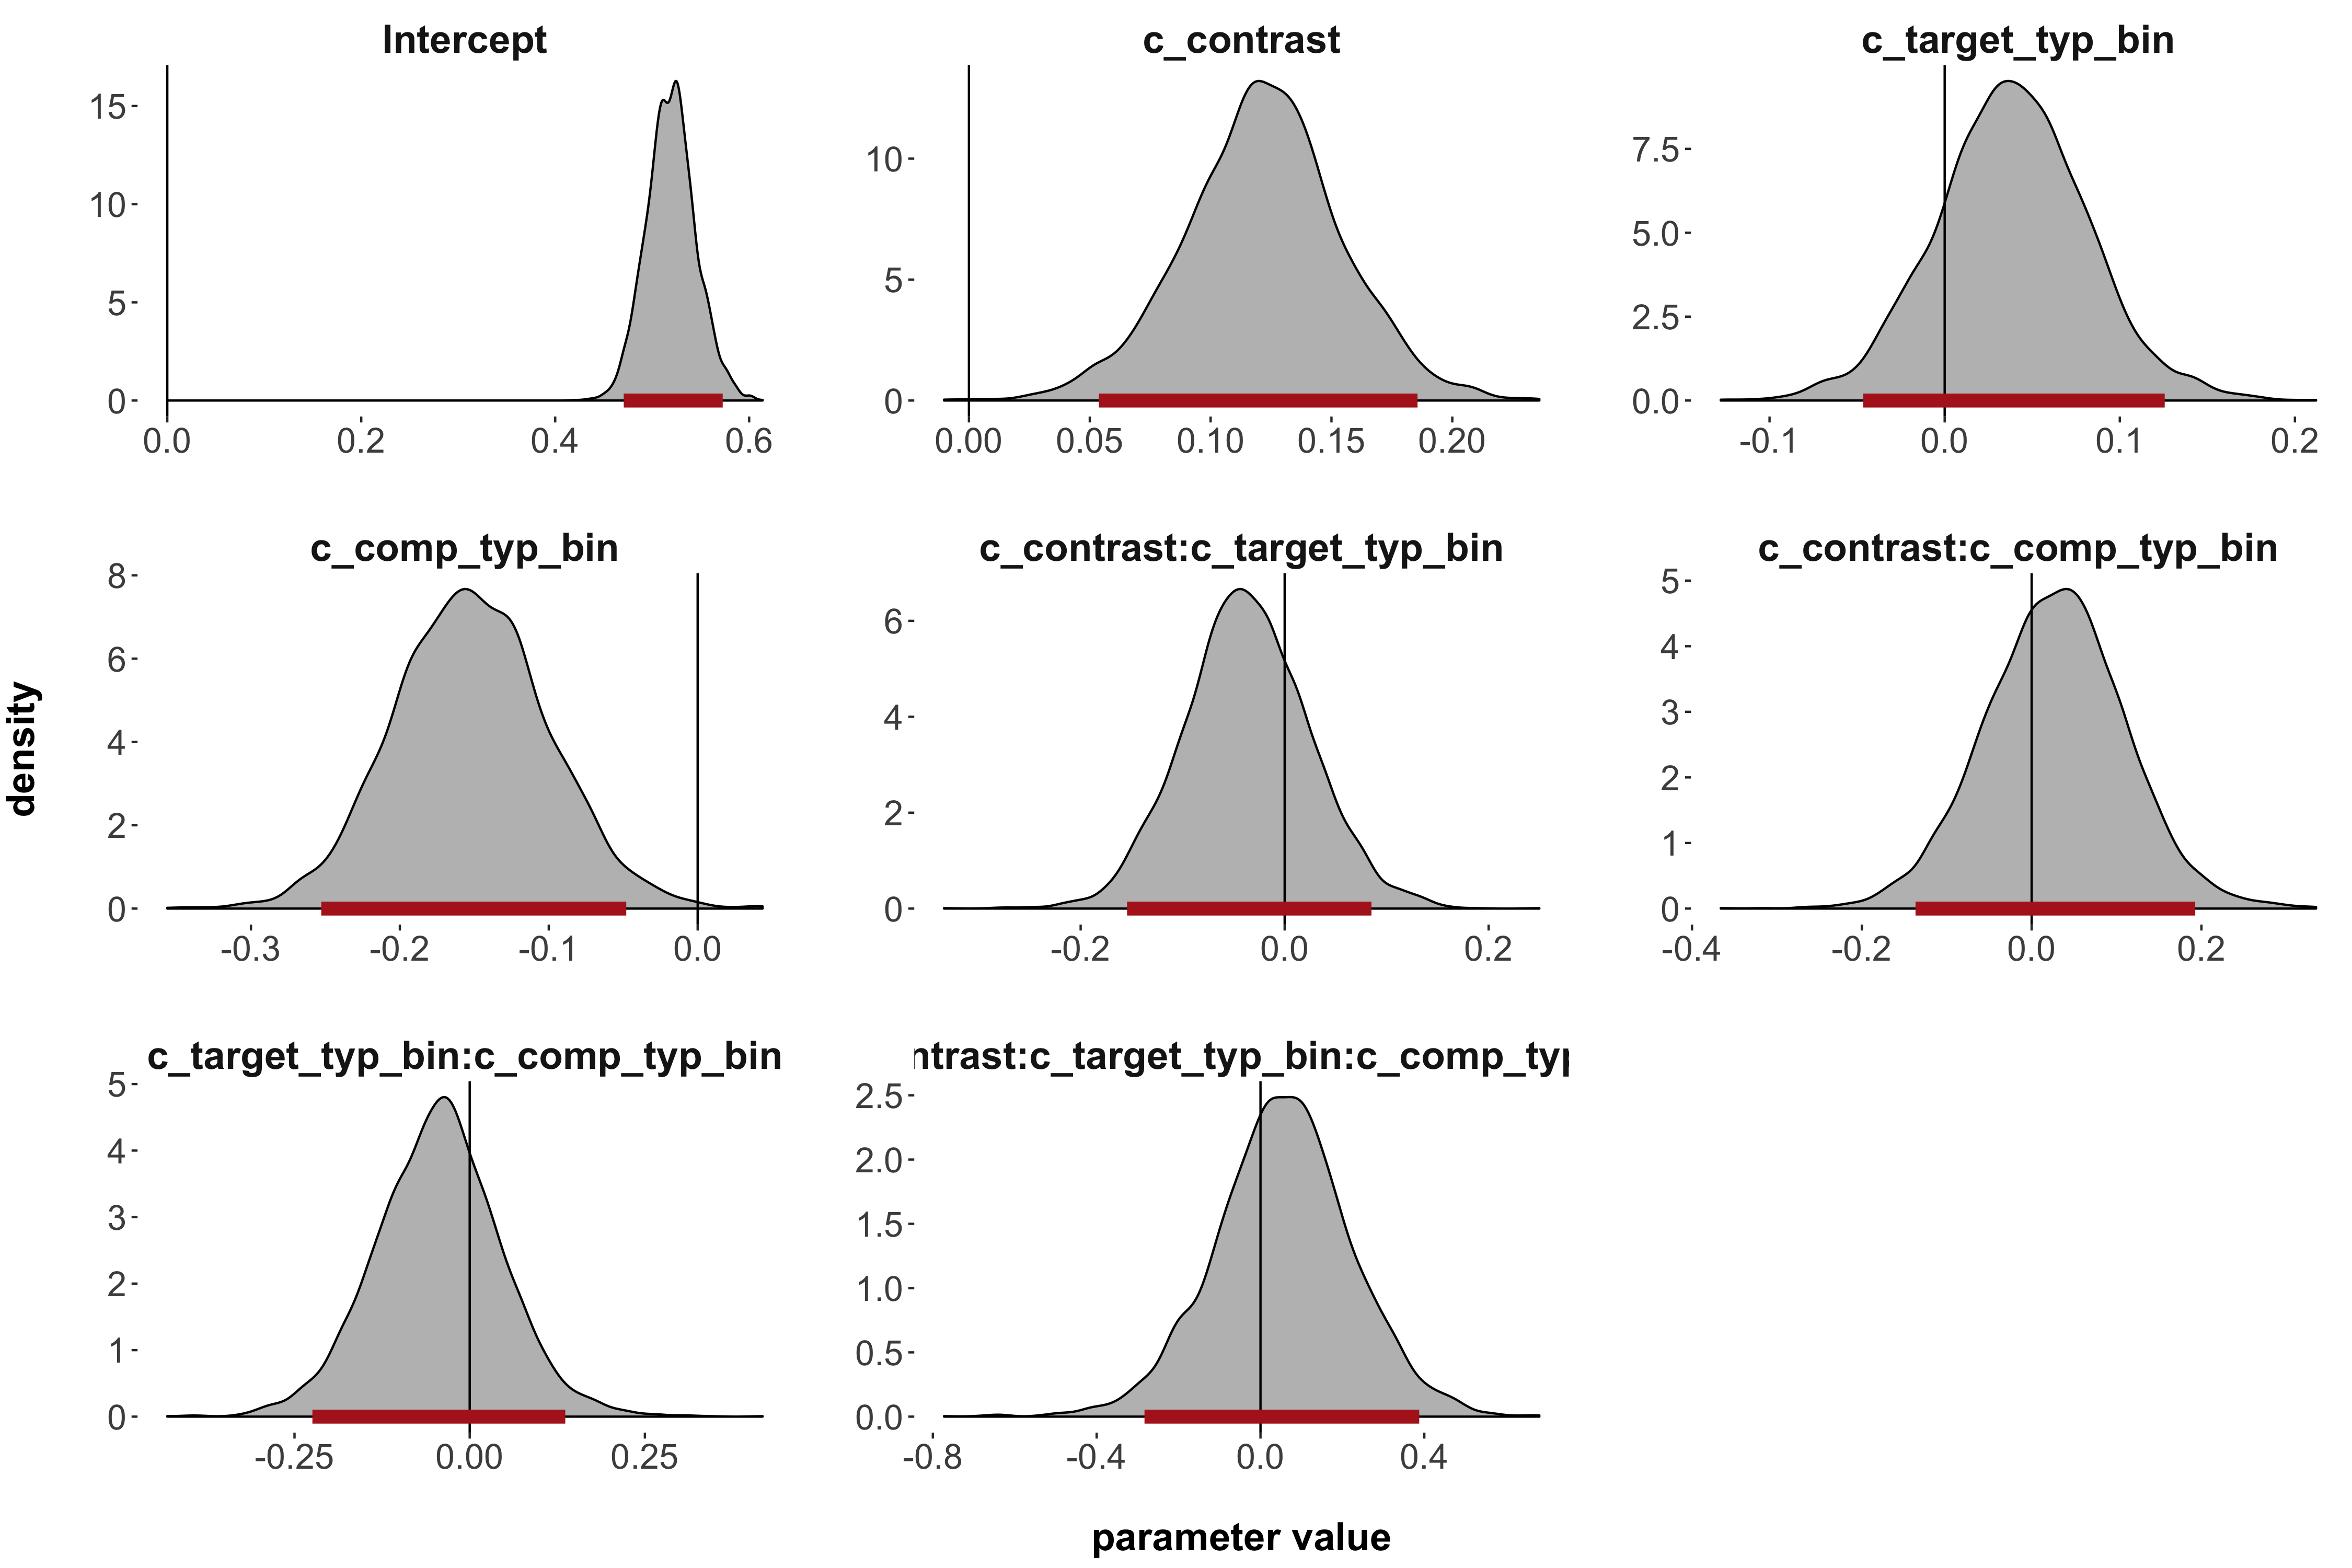 Intercept
c_contrast
c_target_typ_bin
15
10
5
0
0.0 0.2 0.4 0.6
10
5
0
0.00 0.05 0.10 0.15 0.20
7.5
5.0
2.5
0.0
-0.1 0.0 0.1 0.2
c_comp_typ_bin
c_contrast:c_target_typ_bin
c_contrast:c_comp_typ_bin
density
8
6
4
2
0
-0.3 -0.2 -0.1 0.0
6
4
2
0
-0.2 0.0 0.2
5
4
3
2
1
0
-0.4 -0.2 0.0 0.2
c_target_typ_bin:c_comp_typ_bin
ntrast:c_target_typ_bin:c_comp_typ
5
4
3
2
1
0
-0.25 0.00 0.25
2.5
2.0
1.5
1.0
0.5
0.0
-0.8 -0.4 0.0 0.4
parameter value